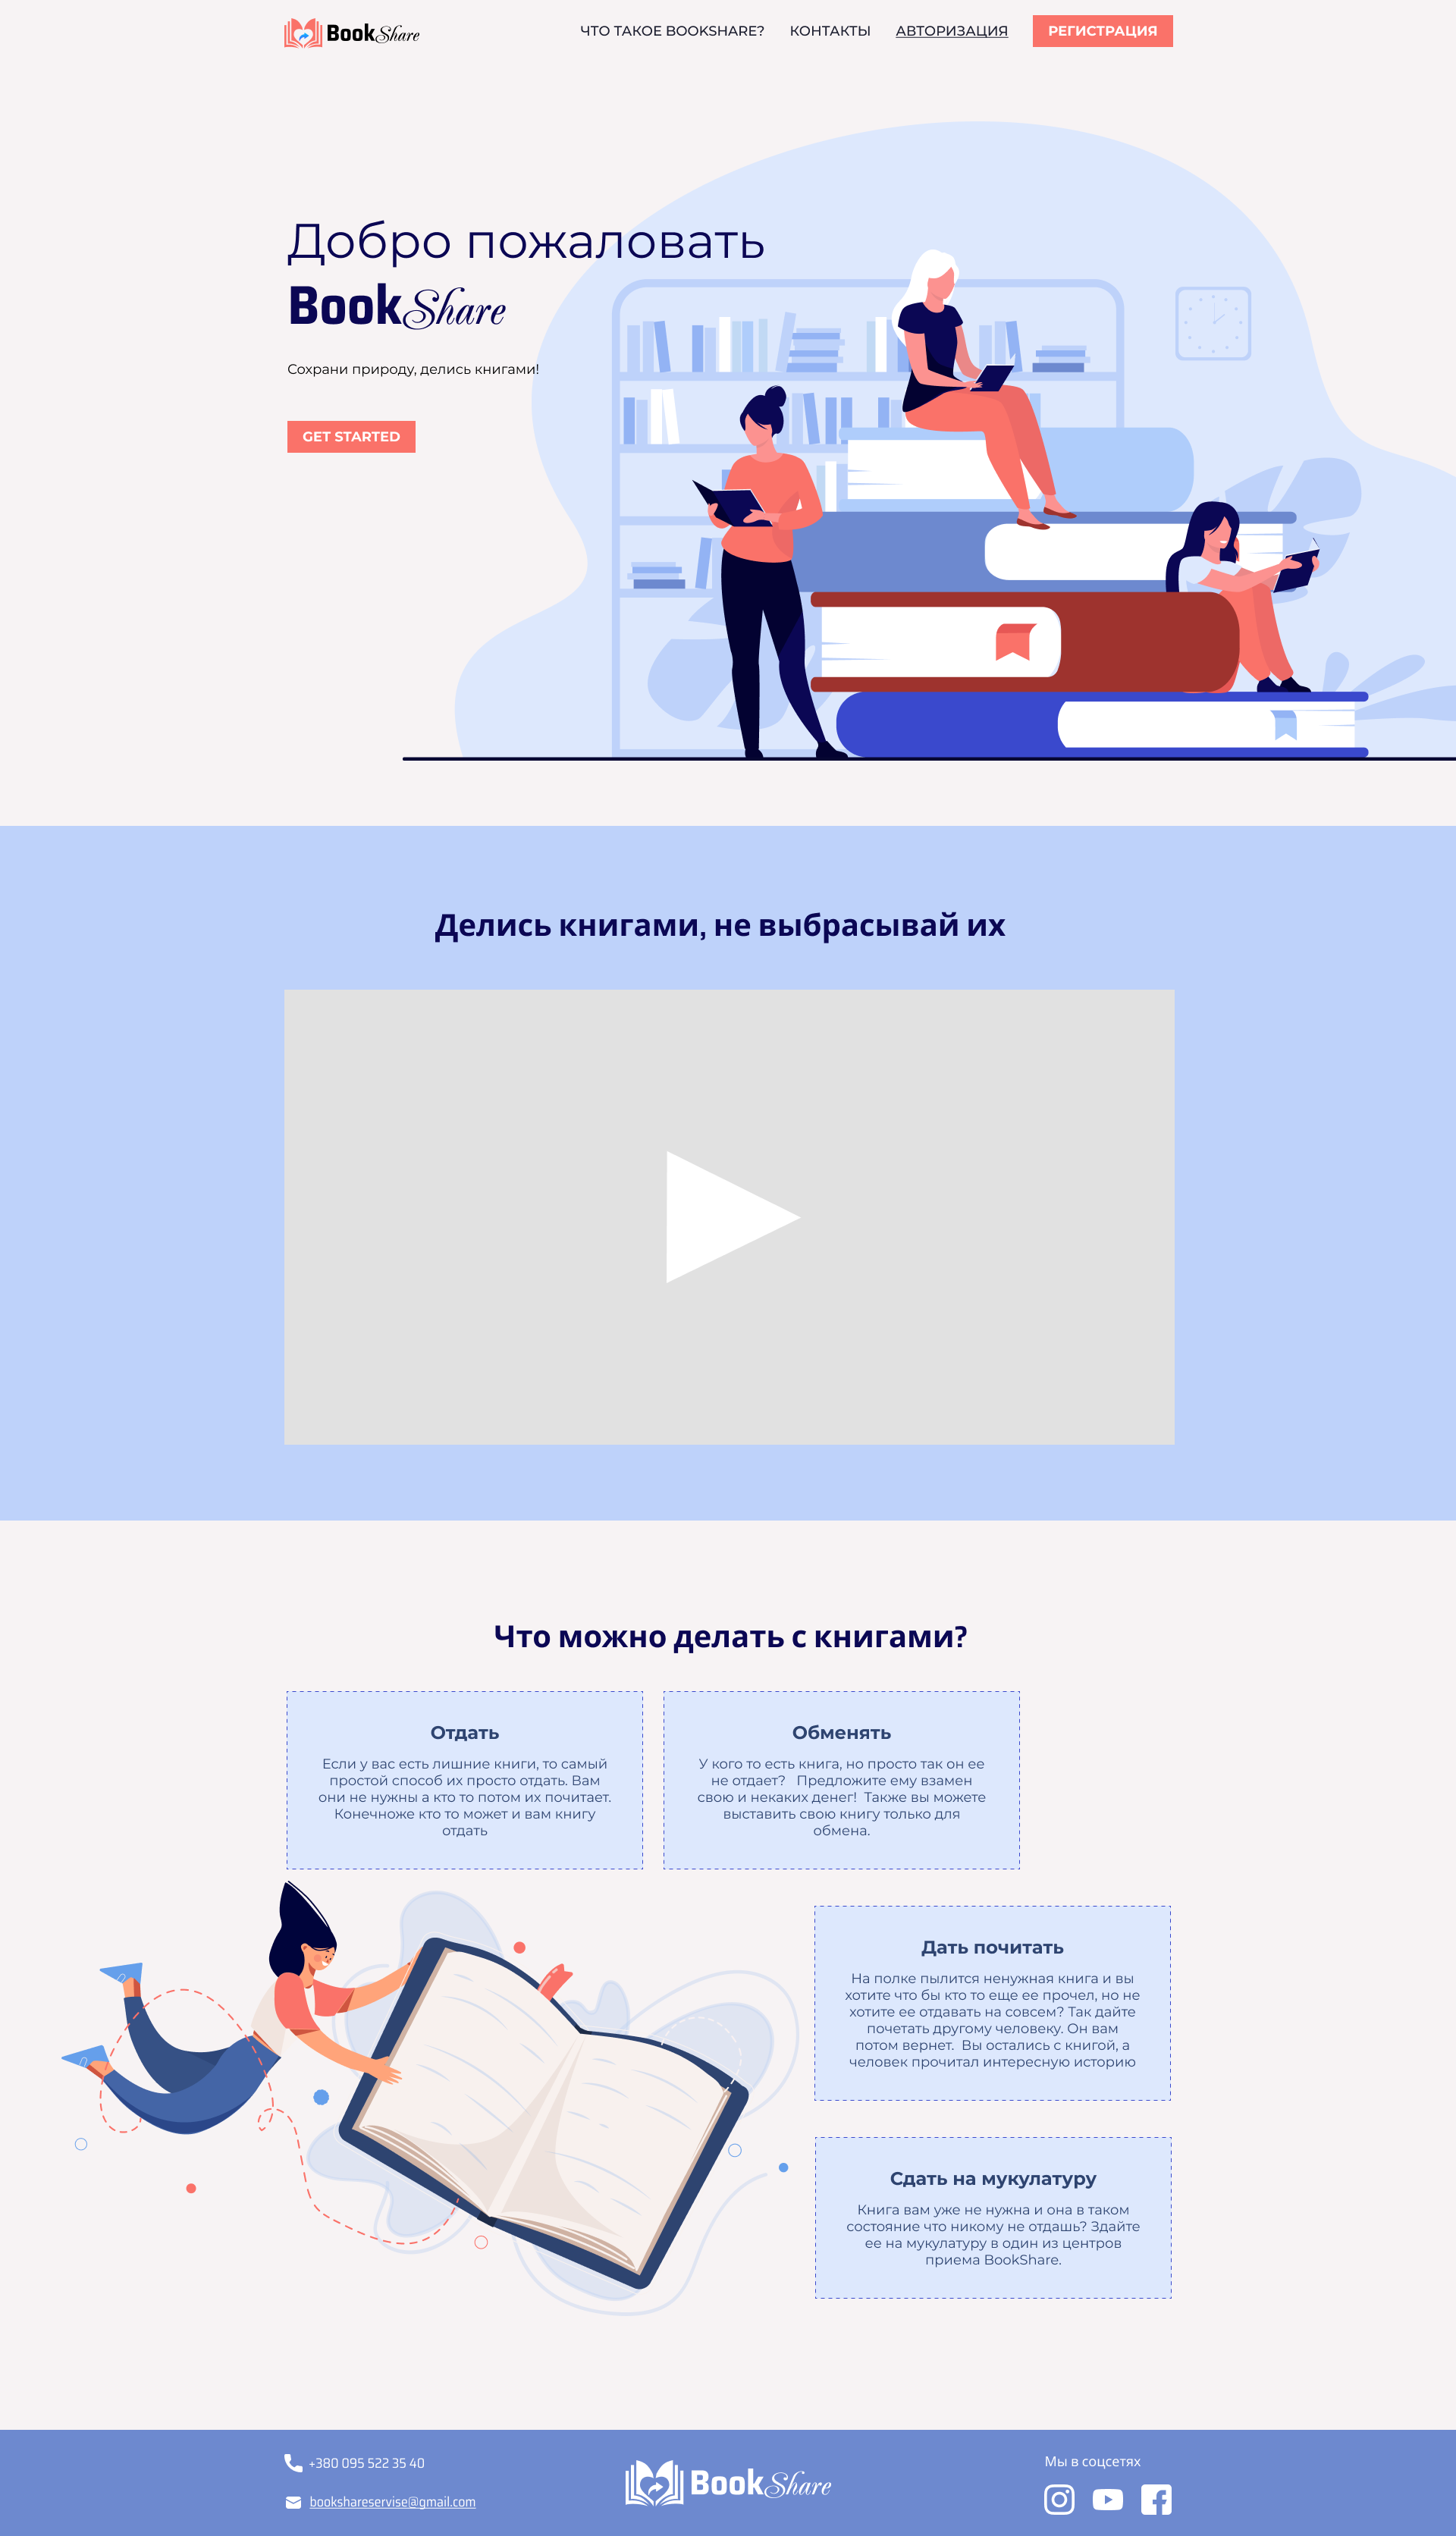 BookShare
ЧТО ТАКОЕ BOOKSHARE? КОНТАКТЫ АВТОРИЗАЦИЯ РЕГИСТРАЦИЯ
Добро пожаловать
BookShare
Сохрани природу, делись книгами!
GET STARTED
Делись книгами, не выбрасывай их
Что можно делать с книгами?
Отдать
Если у вас есть лишние книги, то самый
простой способ их просто отдать. Вам
они не нужны а кто то потом их почитает.
Конечноже кто то может и вам книгу
отдать
Обменять
У кого то есть книга, но просто так он ее
не отдает? Предложите ему взамен
свою и некаких денег! Также вы можете
выставить свою книгу только для
обмена.
Дать почитать
На полке пылится ненужная книга и вы
хотите что бы кто то еще ее прочел, но не
хотите ее отдавать на совсем? Так дайте
почетать другому человеку. Он вам
потом вернет. Вы остались с книгой, а
человек прочитал интересную историю
Сдать на мукулатуру
Книга вам уже не нужна и она в таком
состояние что никому не отдашь? Здайте
ее на мукулатуру в один из центров
приема BookShare.
+380 095 522 35 40
bookshareservise@gmail.com
BookShare
Мы в соцсетях